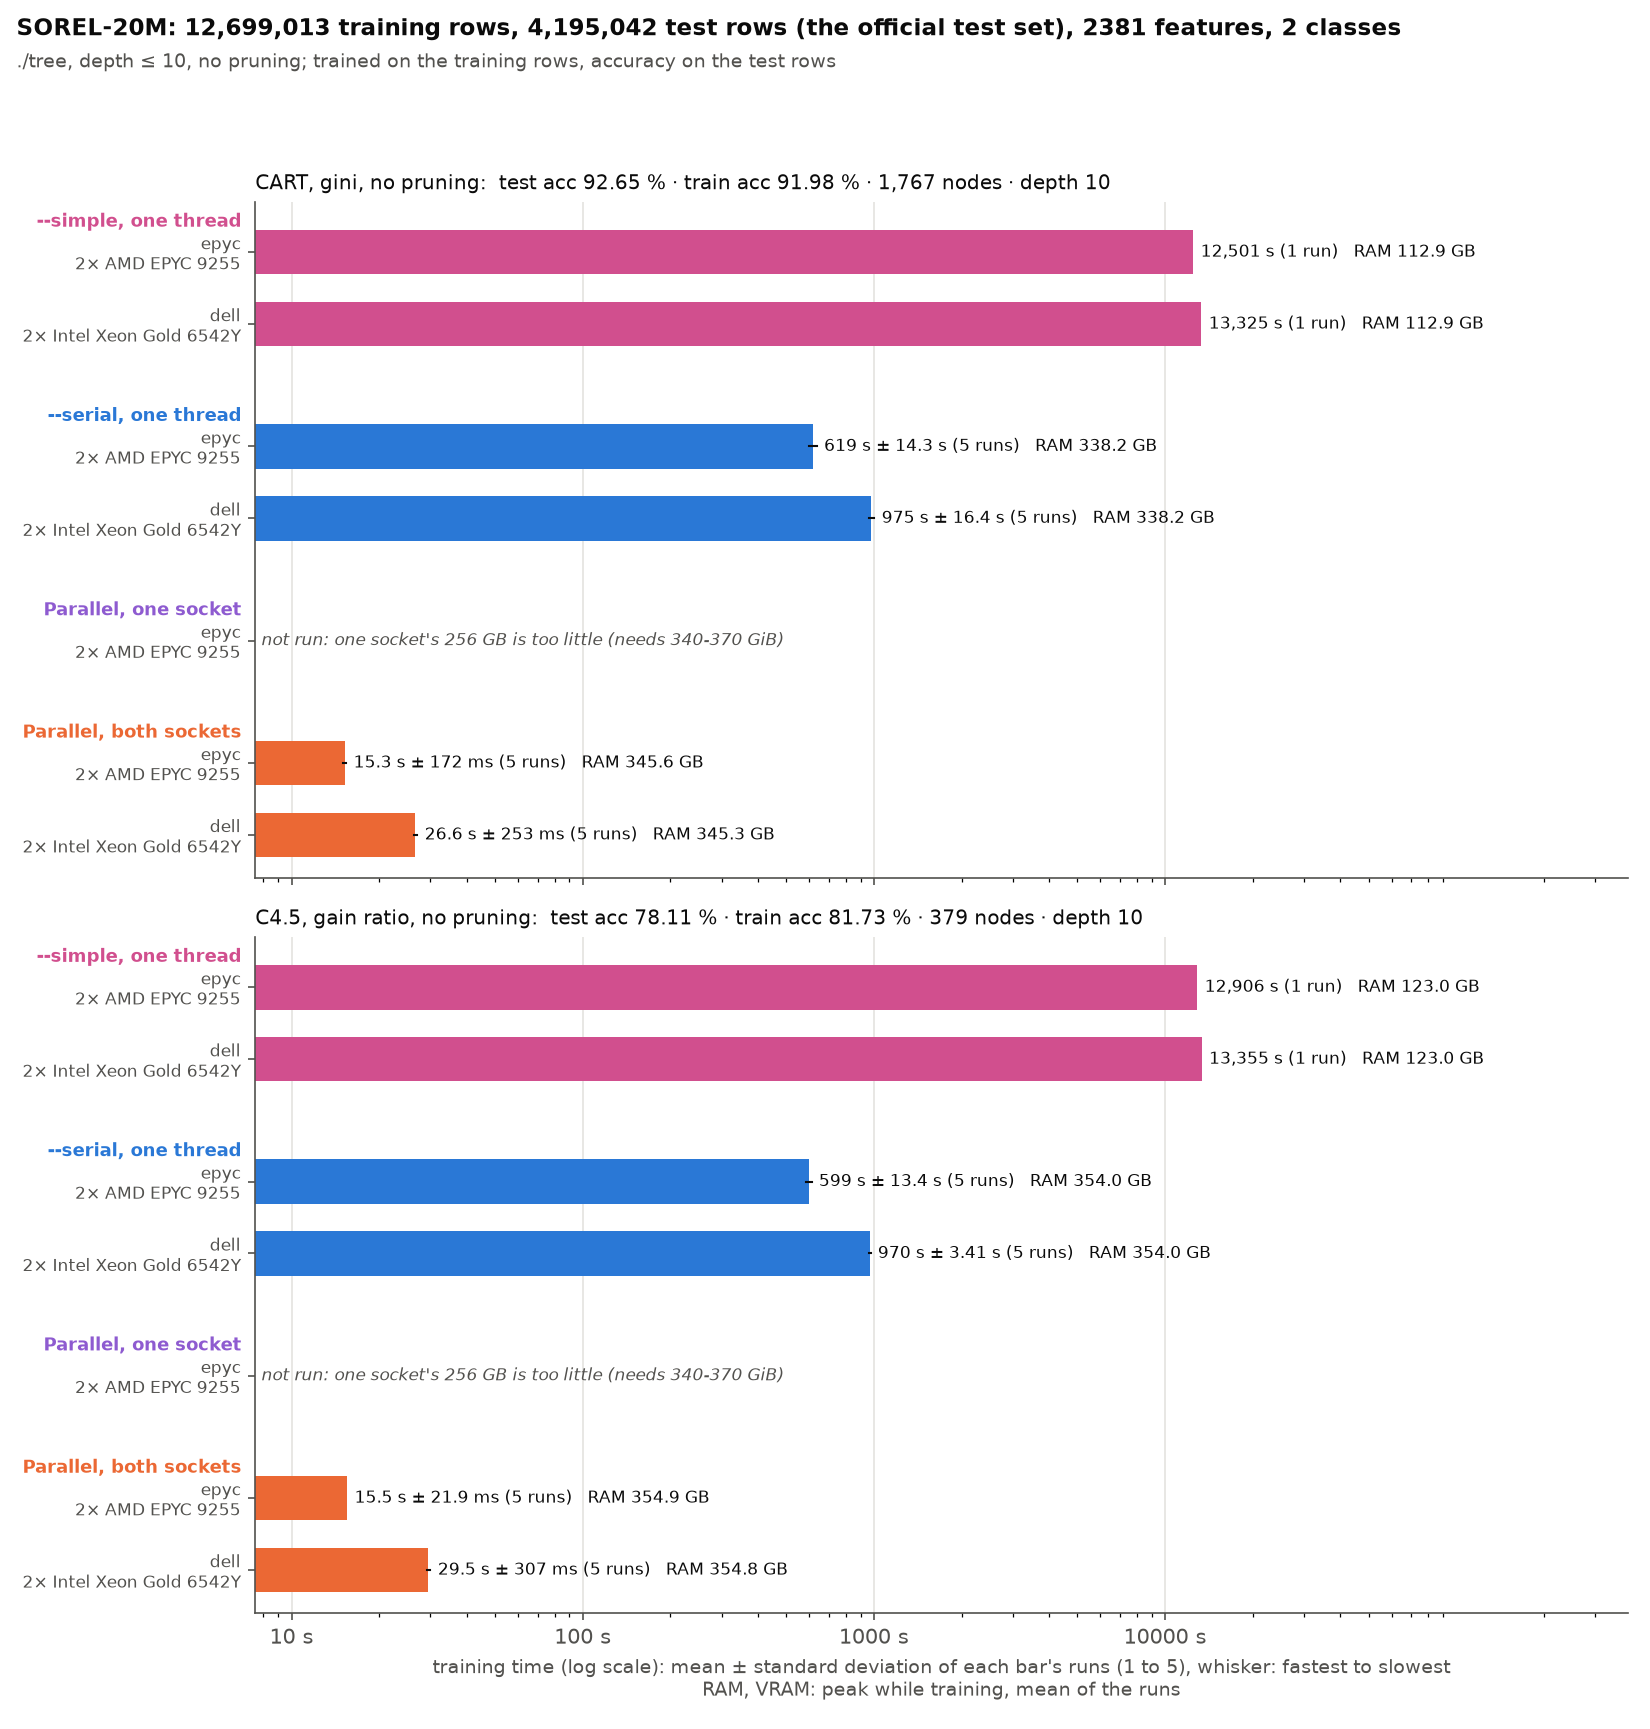 SOREL-20M: 12,699,013 training rows, 4,195,042 test rows (the official test set), 2381 features, 2 classes
./tree, depth ≤ 10, no pruning; trained on the training rows, accuracy on the test rows
CART, gini, no pruning:  test acc 92.65 % · train acc 91.98 % · 1,767 nodes · depth 10
--simple, one thread
epyc
2× AMD EPYC 9255
12,501 s (1 run)   RAM 112.9 GB
dell
2× Intel Xeon Gold 6542Y
13,325 s (1 run)   RAM 112.9 GB
--serial, one thread
epyc
2× AMD EPYC 9255
619 s ± 14.3 s (5 runs)   RAM 338.2 GB
dell
2× Intel Xeon Gold 6542Y
975 s ± 16.4 s (5 runs)   RAM 338.2 GB
Parallel, one socket
epyc
2× AMD EPYC 9255
not run: one socket's 256 GB is too little (needs 340-370 GiB)
Parallel, both sockets
epyc
2× AMD EPYC 9255
15.3 s ± 172 ms (5 runs)   RAM 345.6 GB
dell
2× Intel Xeon Gold 6542Y
26.6 s ± 253 ms (5 runs)   RAM 345.3 GB
C4.5, gain ratio, no pruning:  test acc 78.11 % · train acc 81.73 % · 379 nodes · depth 10
--simple, one thread
epyc
2× AMD EPYC 9255
12,906 s (1 run)   RAM 123.0 GB
dell
2× Intel Xeon Gold 6542Y
13,355 s (1 run)   RAM 123.0 GB
--serial, one thread
epyc
2× AMD EPYC 9255
599 s ± 13.4 s (5 runs)   RAM 354.0 GB
dell
2× Intel Xeon Gold 6542Y
970 s ± 3.41 s (5 runs)   RAM 354.0 GB
Parallel, one socket
epyc
2× AMD EPYC 9255
not run: one socket's 256 GB is too little (needs 340-370 GiB)
Parallel, both sockets
epyc
2× AMD EPYC 9255
15.5 s ± 21.9 ms (5 runs)   RAM 354.9 GB
dell
2× Intel Xeon Gold 6542Y
29.5 s ± 307 ms (5 runs)   RAM 354.8 GB
10 s   100 s   1000 s   10000 s
training time (log scale): mean ± standard deviation of each bar's runs (1 to 5), whisker: fastest to slowest
RAM, VRAM: peak while training, mean of the runs